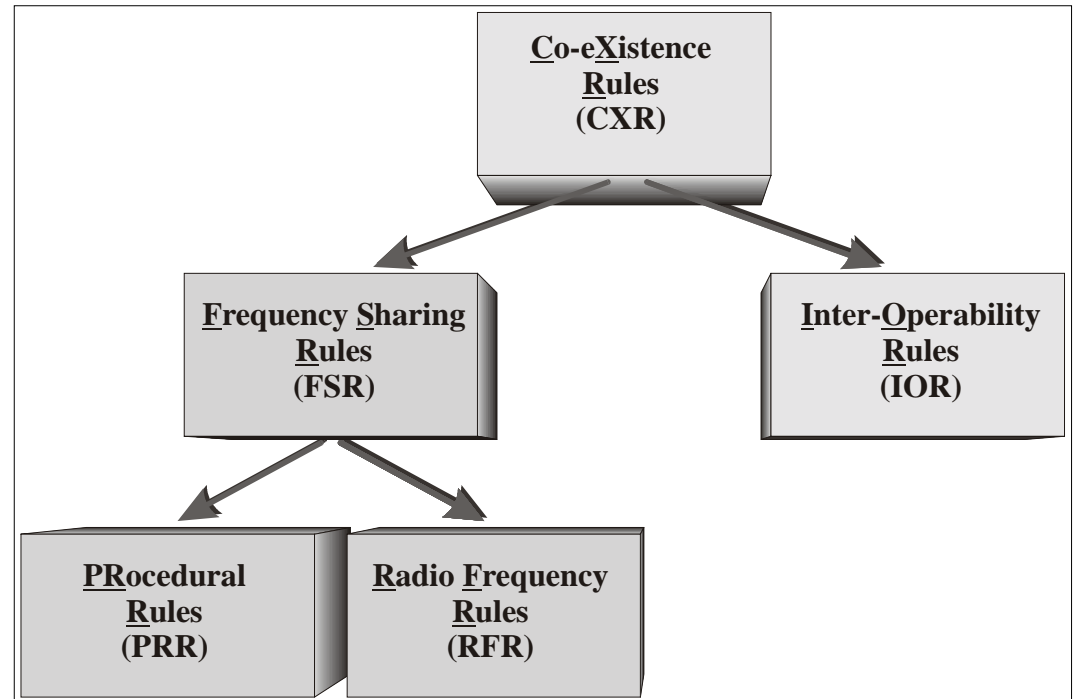 Co-eXistence
Rules
(CXR)
Frequency Sharing
Rules
(FSR)
Inter-Operability
Rules
(IOR)
PRocedural
Rules
(PRR)
Radio Frequency
Rules
(RFR)